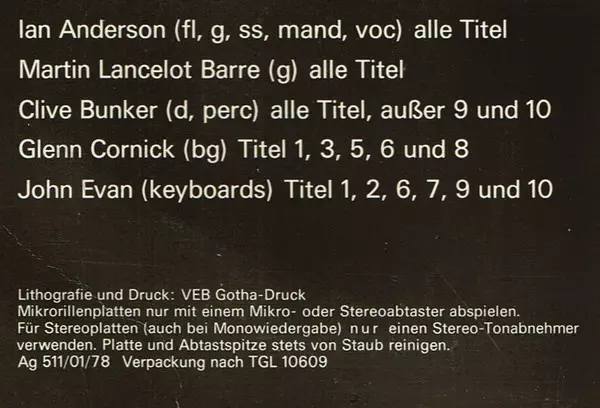 Ian Anderson (fl, g, ss, mand, voc) alle Titel
Martin Lancelot Barre (g) alle Titel
Clive Bunker (d, perc) alle Titel, außer 9 und 10
Glenn Cornick (bg) Titel 1, 3, 5, 6 und 8
John Evan (keyboards) Titel 1, 2, 6, 7, 9 und 10
Lithografie und Druck: VEB Gotha-Druck
Mikrorillenplatten nur mit einem Mikro- oder Stereoabtaster abspielen.
Für Stereoplatten (auch bei Monowiedergabe) n u r einen Stereo-Tonabnehmer
verwenden. Platte und Abtastspitze stets von Staub reinigen.
Ag 511/01/78 Verpackung nach TGL 10609